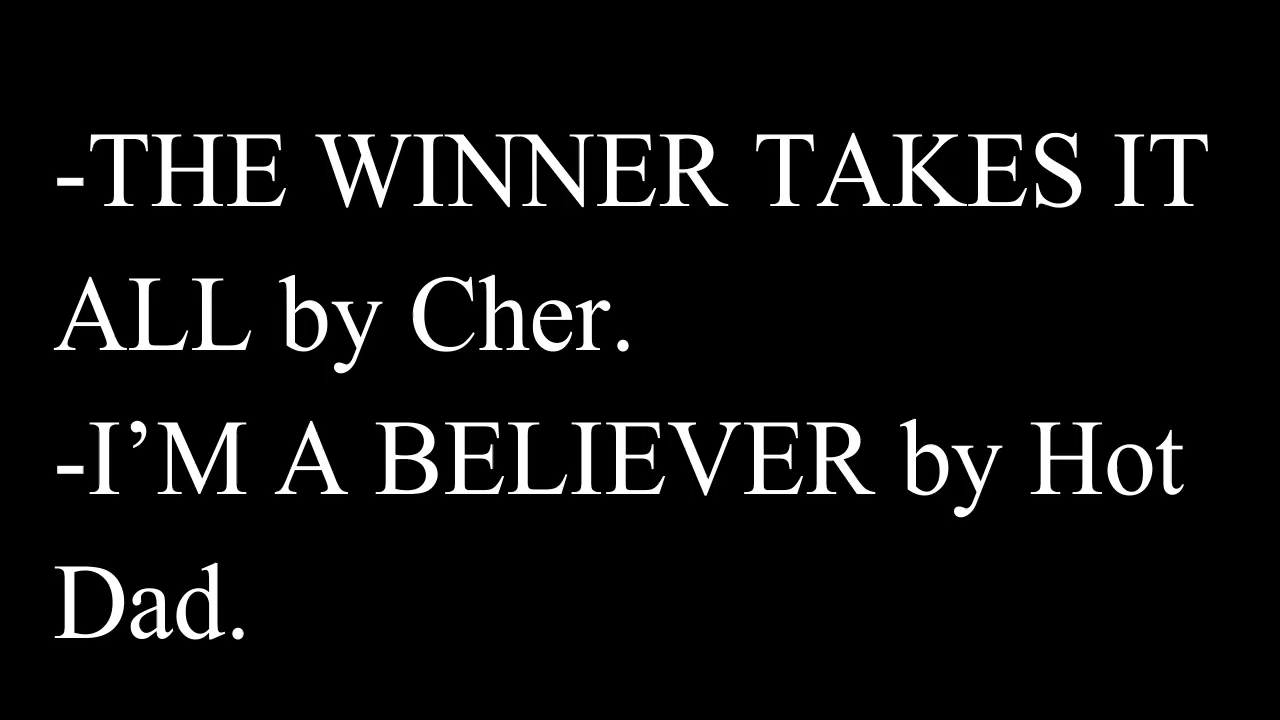 -THE WINNER TAKES IT
ALL by Cher.
-I’M A BELIEVER by Hot
Dad.